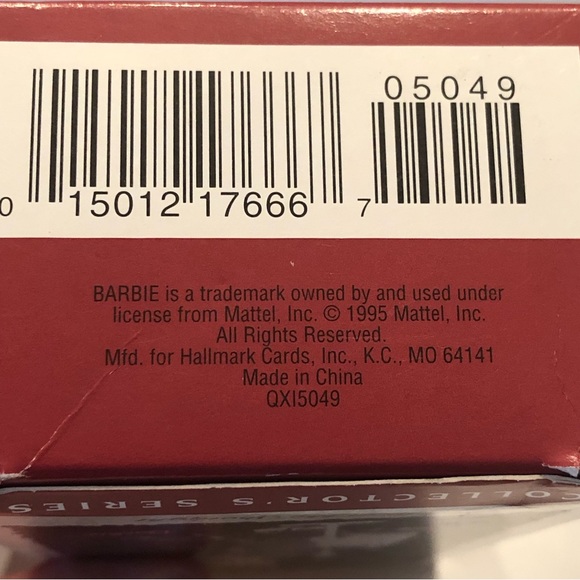 05049
0 15012 17666 7
BARBIE is a trademark owned by and used under
license from Mattel, Inc. © 1995 Mattel, Inc.
All Rights Reserved.
Mfd. for Hallmark Cards, Inc., K.C., MO 64141
Made in China
QXI5049
COLLECTOR'S SERIES